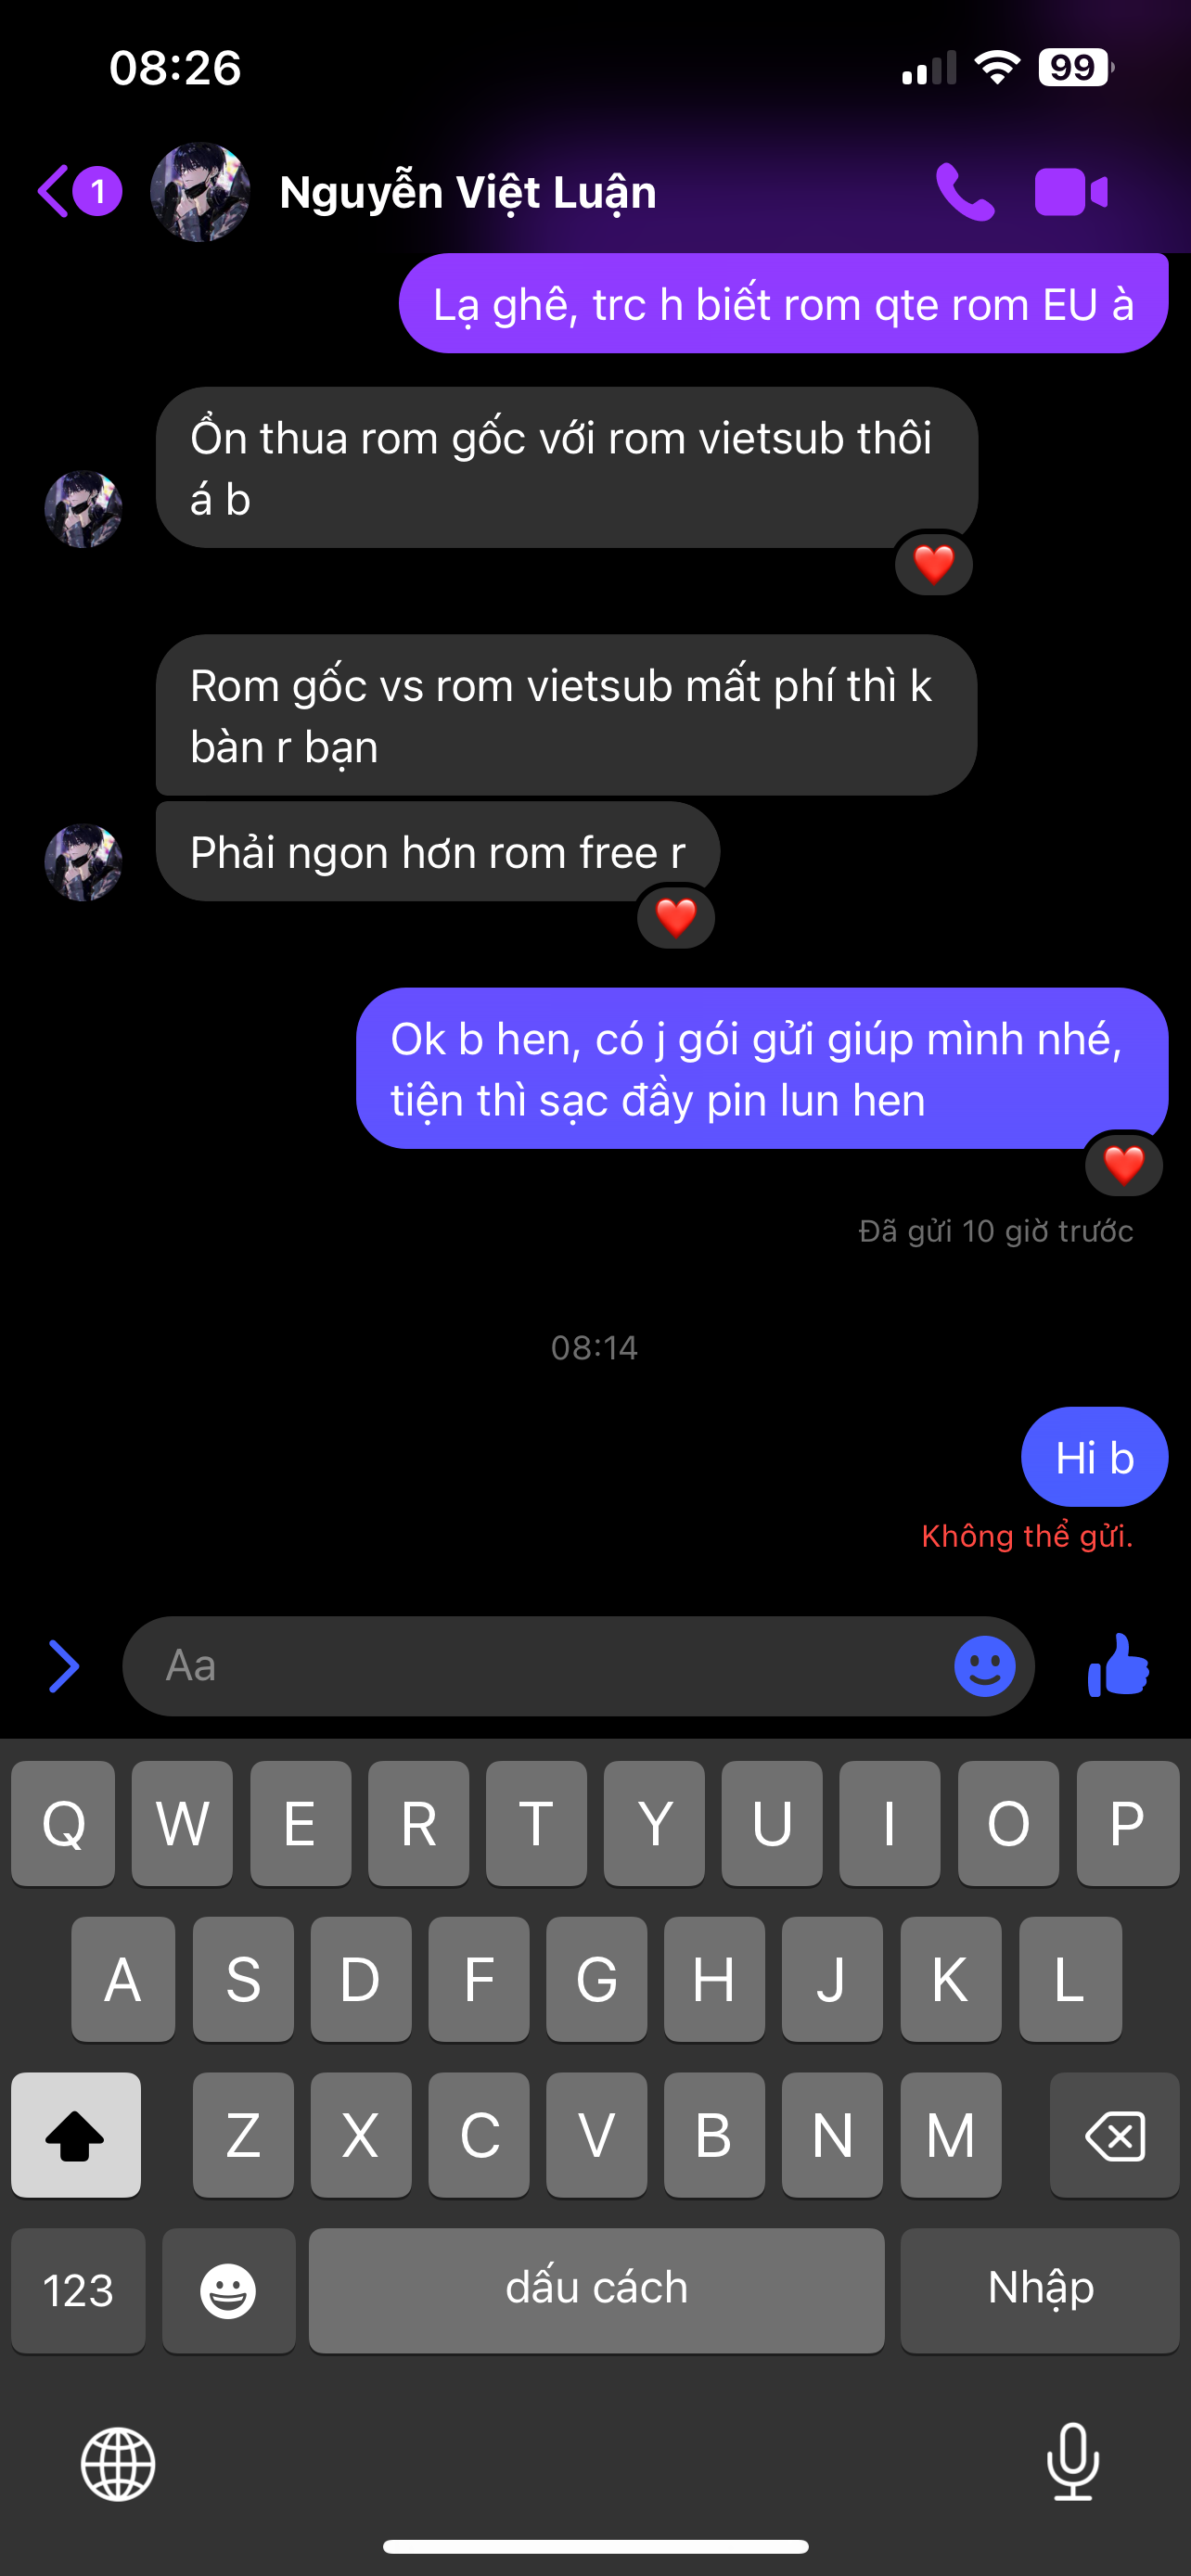 08:26
99
1
Nguyễn Việt Luận
Lạ ghê, trc h biết rom qte rom EU à
Ổn thua rom gốc với rom vietsub thôi
á b
Rom gốc vs rom vietsub mất phí thì k
bàn r bạn
Phải ngon hơn rom free r
Ok b hen, có j gói gửi giúp mình nhé,
tiện thì sạc đầy pin lun hen
Đã gửi 10 giờ trước
08:14
Hi b
Không thể gửi.
Aa
Q W E R T Y U I O P
A S D F G H J K L
Z X C V B N M
123 dấu cách Nhập